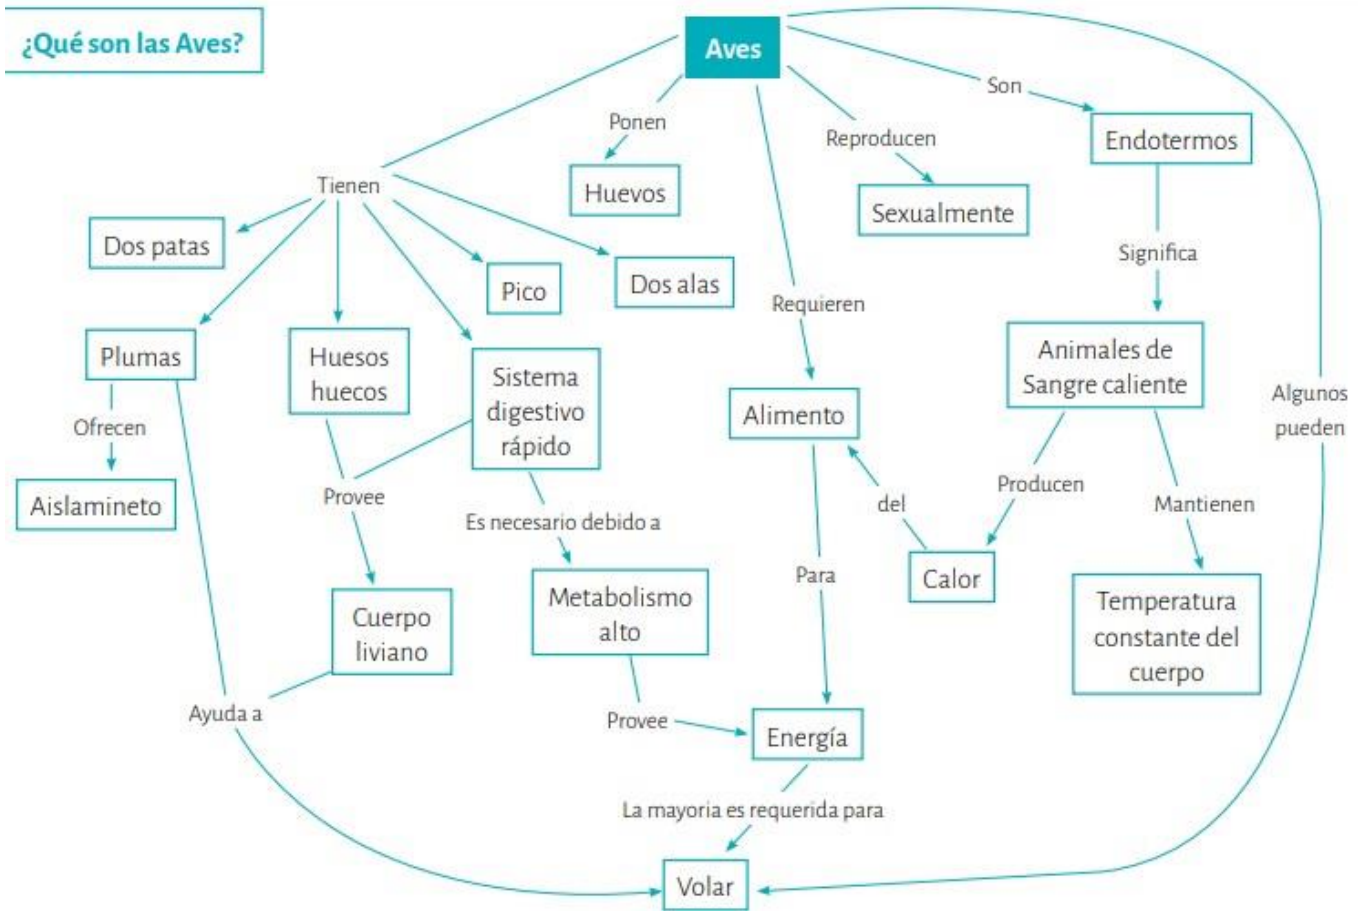 ¿Qué son las Aves?
Aves
Son
Ponen
Reproducen
Endotermos
Tienen
Huevos
Sexualmente
Dos patas
Significa
Pico
Dos alas
Requieren
Plumas
Huesos
huecos
Sistema
digestivo
rápido
Animales de
Sangre caliente
Algunos
pueden
Alimento
Ofrecen
Aislamineto
Provee
Es necesario debido a
del
Producen
Mantienen
Para
Calor
Metabolismo
alto
Cuerpo
liviano
Temperatura
constante del
cuerpo
Ayuda a
Provee
Energía
La mayoria es requerida para
Volar